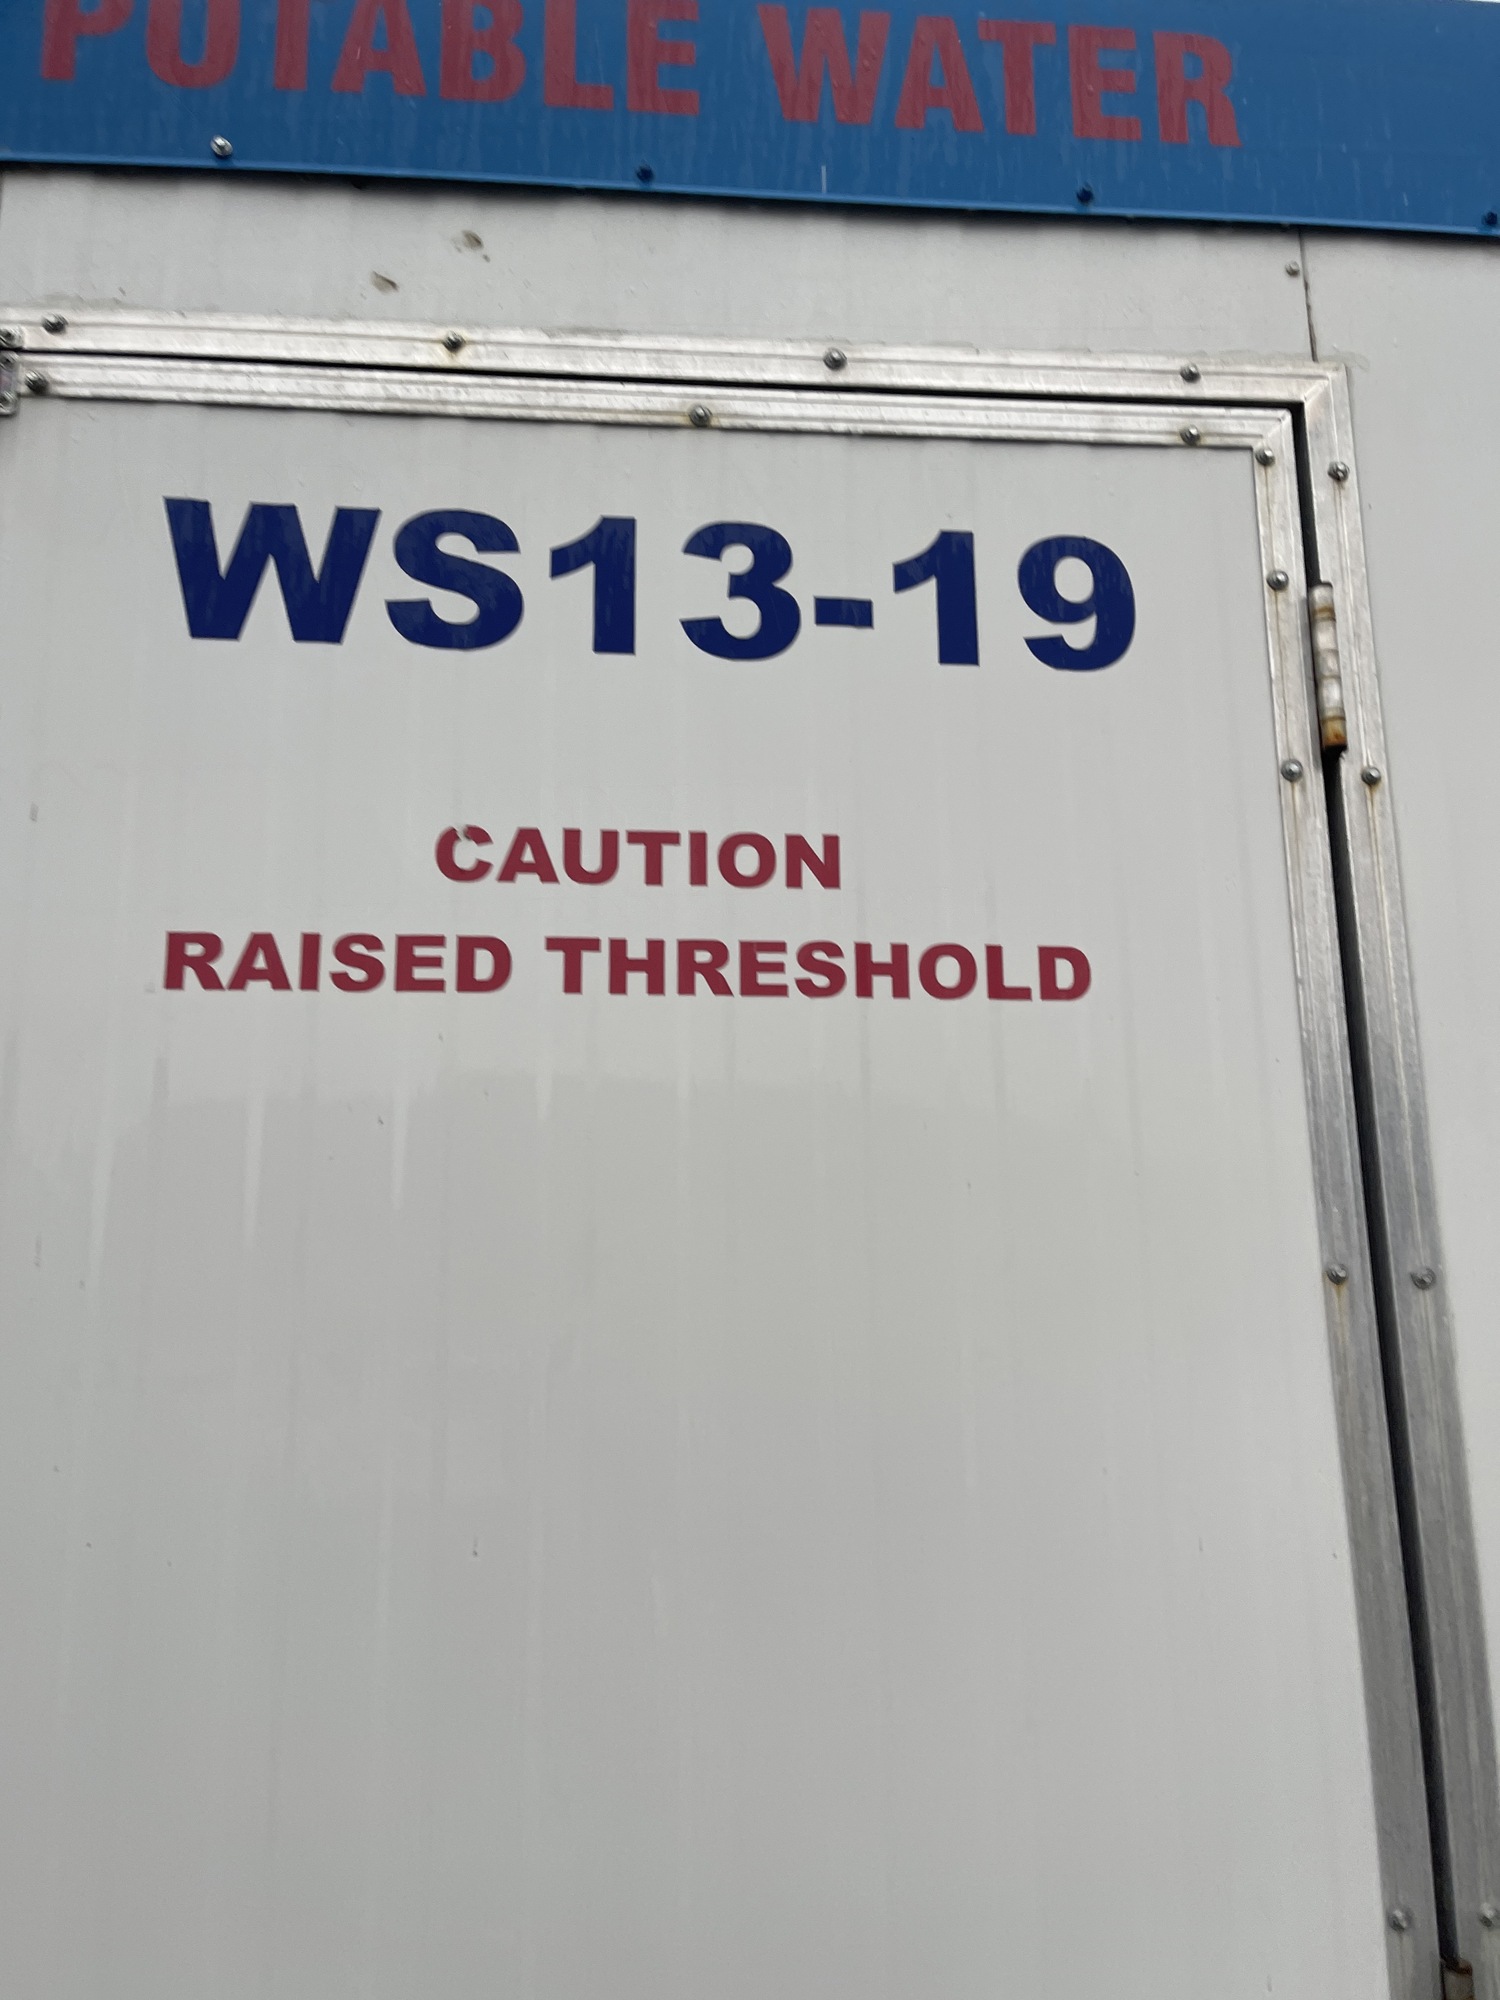 POTABLE WATER
WS13-19
CAUTION
RAISED THRESHOLD